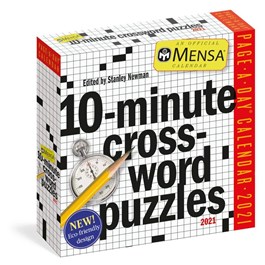 AN OFFICIAL
MENSA
CALENDAR
Edited by Stanley Newman
10-minute
cross-
word
puzzles
2021
NEW!
Eco-friendly
design
PAGE-A-DAY CALENDAR · 2021